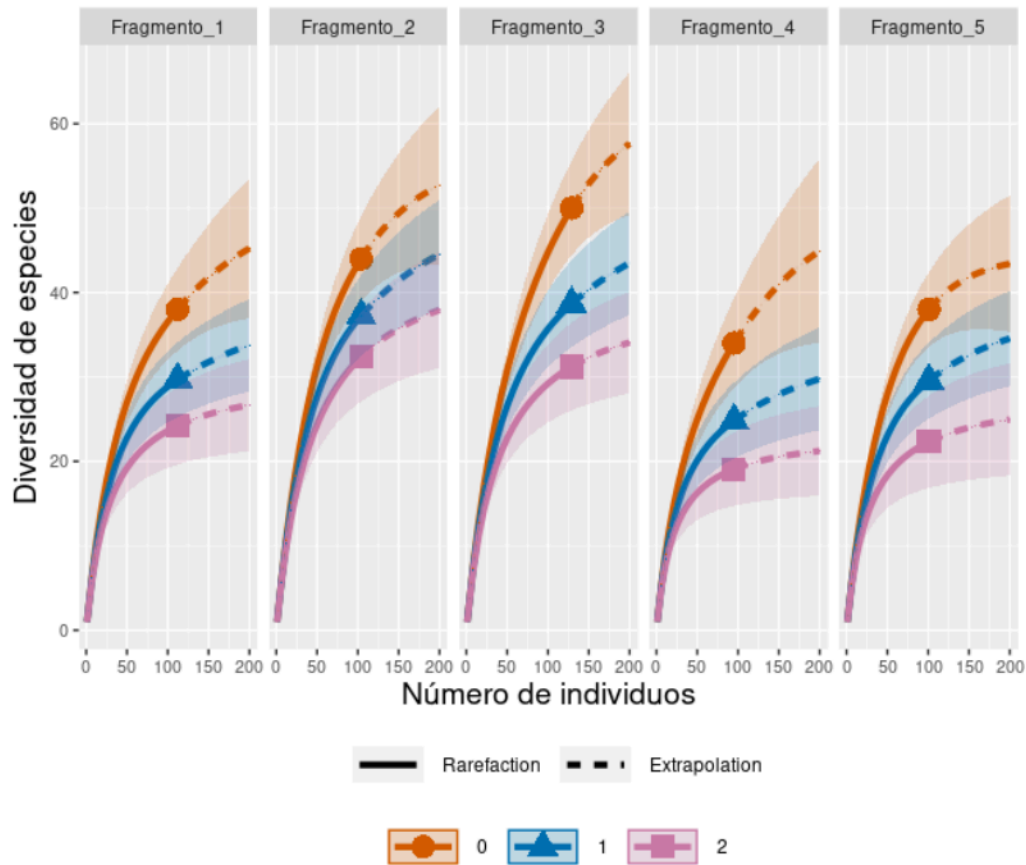 Fragmento_1 Fragmento_2 Fragmento_3 Fragmento_4 Fragmento_5
Diversidad de especies
60
40
20
0
0 50 100 150 200 0 50 100 150 200 0 50 100 150 200 0 50 100 150 200 0 50 100 150 200
Número de individuos
Rarefaction Extrapolation
0 1 2